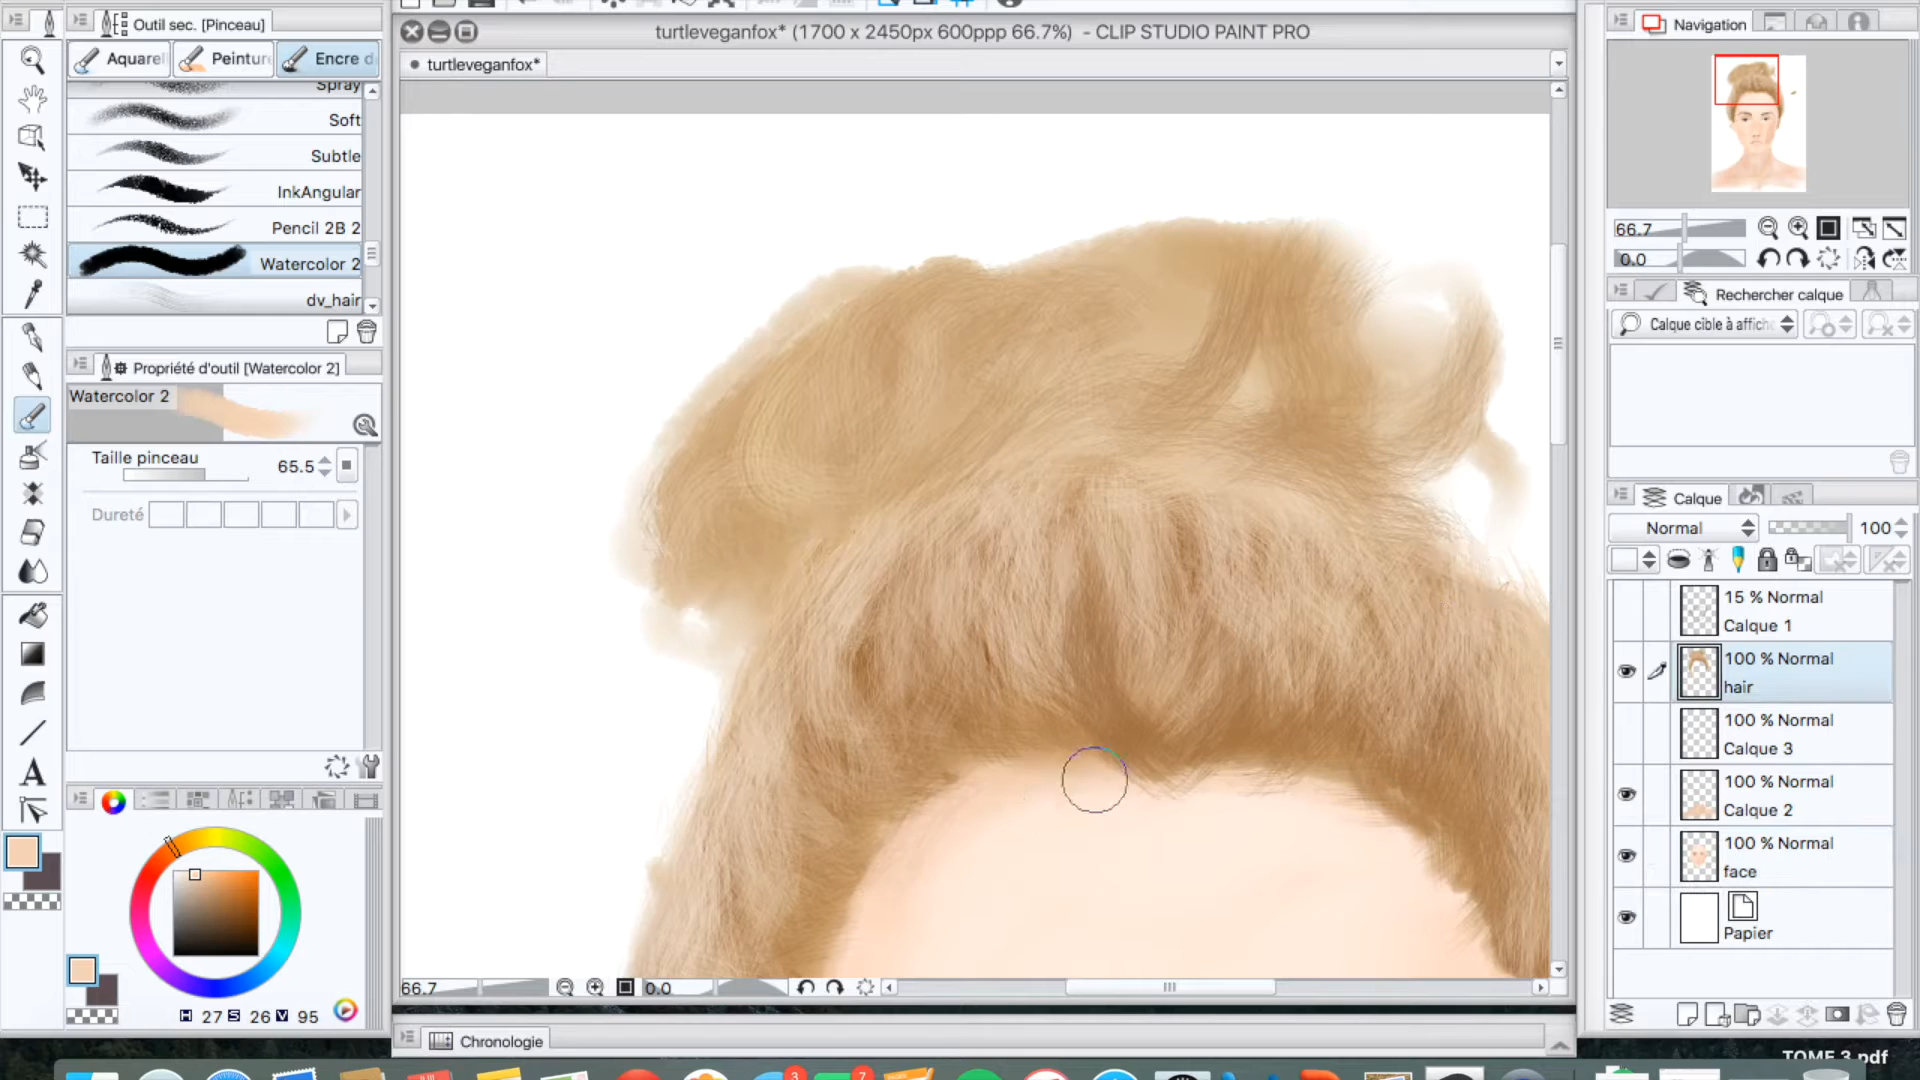 Outil sec. [Pinceau]
Aquarel
Peintur
Encre d
Spray
Soft
Subtle
InkAngular
Pencil 2B 2
Watercolor 2
dv_hair
Propriété d'outil [Watercolor 2]
Watercolor 2
Taille pinceau 65.5
Dureté
H 27 S 26 V 95
turtleveganfox* (1700 x 2450px 600ppp 66.7%) - CLIP STUDIO PAINT PRO
turtleveganfox*
66.7 0.0
Chronologie
3
7
Navigation
66.7
0.0
Rechercher calque
Calque cible à affich
Calque
Normal 100
15 % Normal
Calque 1
100 % Normal
hair
100 % Normal
Calque 3
100 % Normal
Calque 2
100 % Normal
face
Papier
TOME 3.pdf